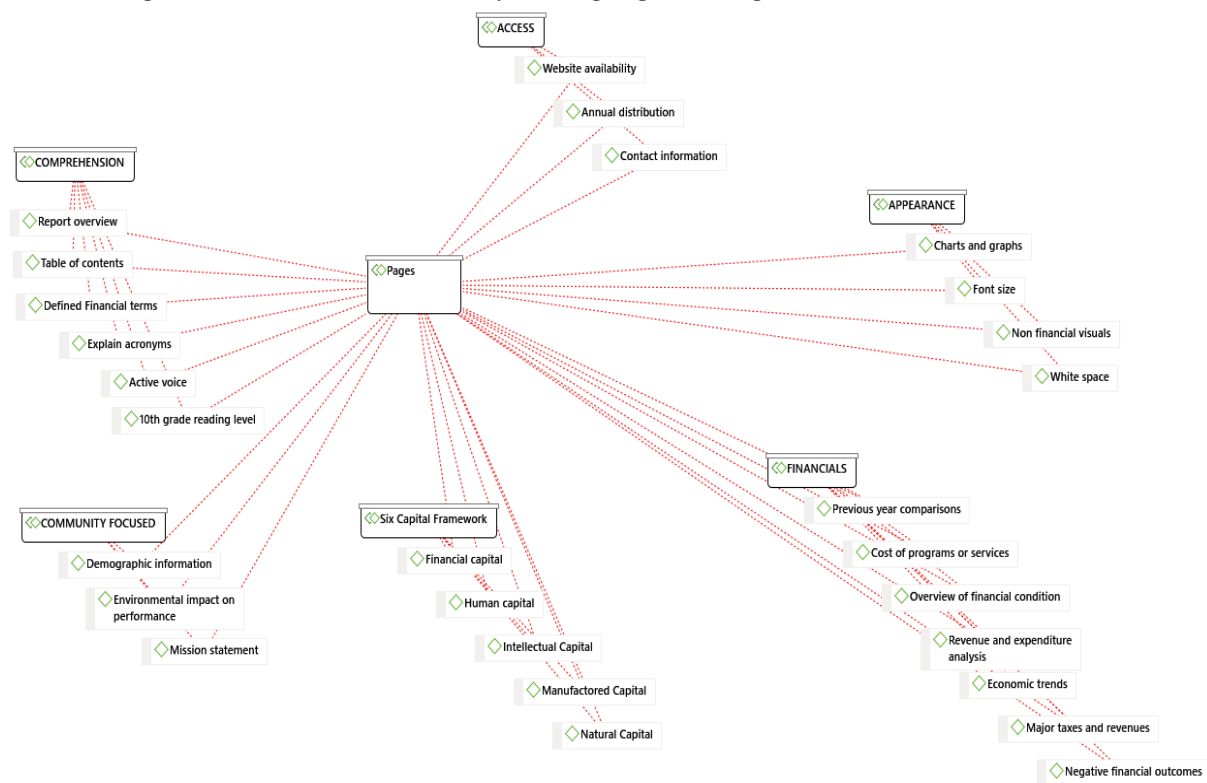 ACCESS
Website availability
Annual distribution
Contact information
COMPREHENSION
Report overview
Table of contents
Defined Financial terms
Explain acronyms
Active voice
10th grade reading level
Pages
APPEARANCE
Charts and graphs
Font size
Non financial visuals
White space
COMMUNITY FOCUSED
Demographic information
Environmental impact on
performance
Mission statement
Six Capital Framework
Financial capital
Human capital
Intellectual Capital
Manufactored Capital
Natural Capital
FINANCIALS
Previous year comparisons
Cost of programs or services
Overview of financial condition
Revenue and expenditure
analysis
Economic trends
Major taxes and revenues
Negative financial outcomes